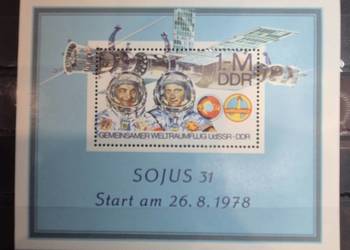 1-M
DDR
GEMEINSAMER WELTRAUMFLUG UdSSR-DDR
SOJUS 31
Start am 26.8.1978